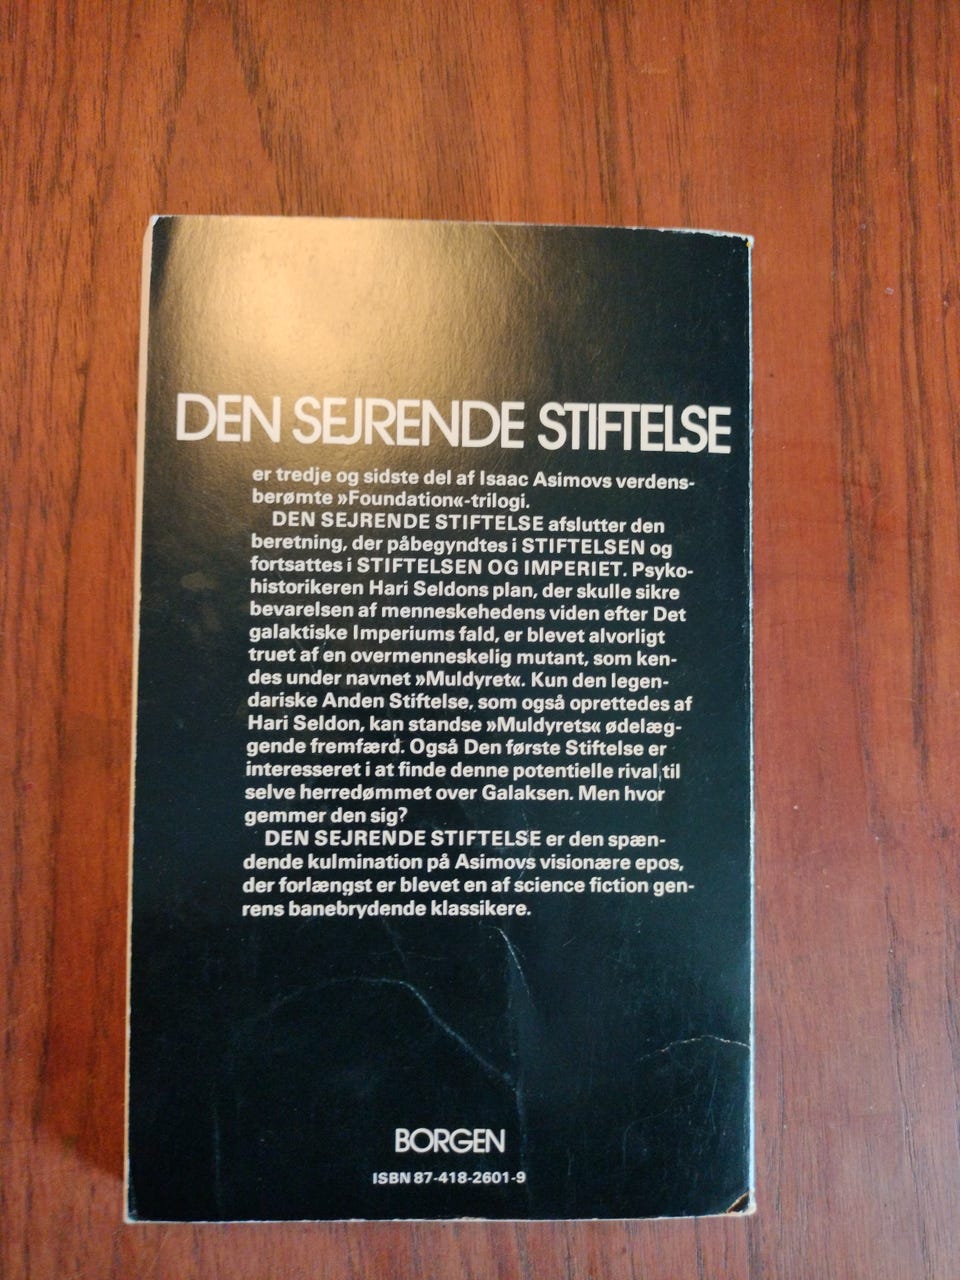 DEN SEJRENDE STIFTELSE
er tredje og sidste del af Isaac Asimovs verdens-
berømte »Foundation«-trilogi.
DEN SEJRENDE STIFTELSE afslutter den
beretning, der påbegyndtes i STIFTELSEN og
fortsattes i STIFTELSEN OG IMPERIET. Psyko-
historikeren Hari Seldons plan, der skulle sikre
bevarelsen af menneskehedens viden efter Det
galaktiske Imperiums fald, er blevet alvorligt
truet af en overmenneskelig mutant, som ken-
des under navnet »Muldyret«. Kun den legen-
dariske Anden Stiftelse, som også oprettedes af
Hari Seldon, kan standse »Muldyrets« ødelæg-
gende fremfærd. Også Den første Stiftelse er
interesseret i at finde denne potentielle rival til
selve herredømmet over Galaksen. Men hvor
gemmer den sig?
DEN SEJRENDE STIFTELSE er den spæn-
dende kulmination på Asimovs visionære epos,
der forlængst er blevet en af science fiction gen-
rens banebrydende klassikere.
BORGEN
ISBN 87-418-2601-9